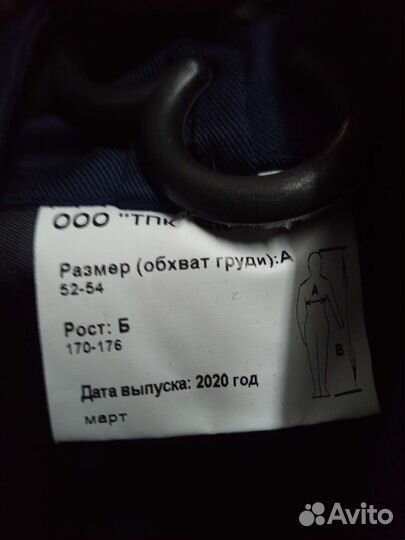 ООО "ТПК
Размер (обхват груди): А
52-54
Рост: Б
170-176
Дата выпуска: 2020 год
март
А
В
Avito